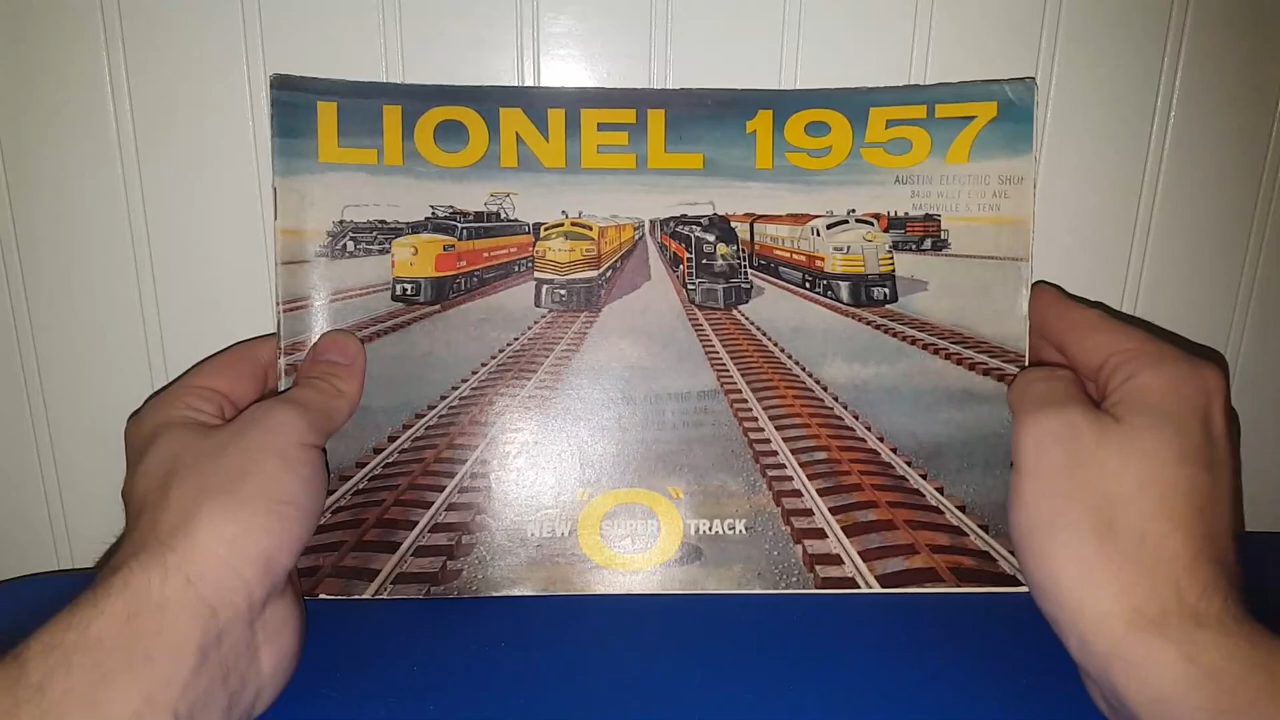 LIONEL 1957
AUSTIN ELECTRIC SHOP
3430 WEST END AVE.
NASHVILLE 5, TENN
NEW "O" TRACK
SUPER